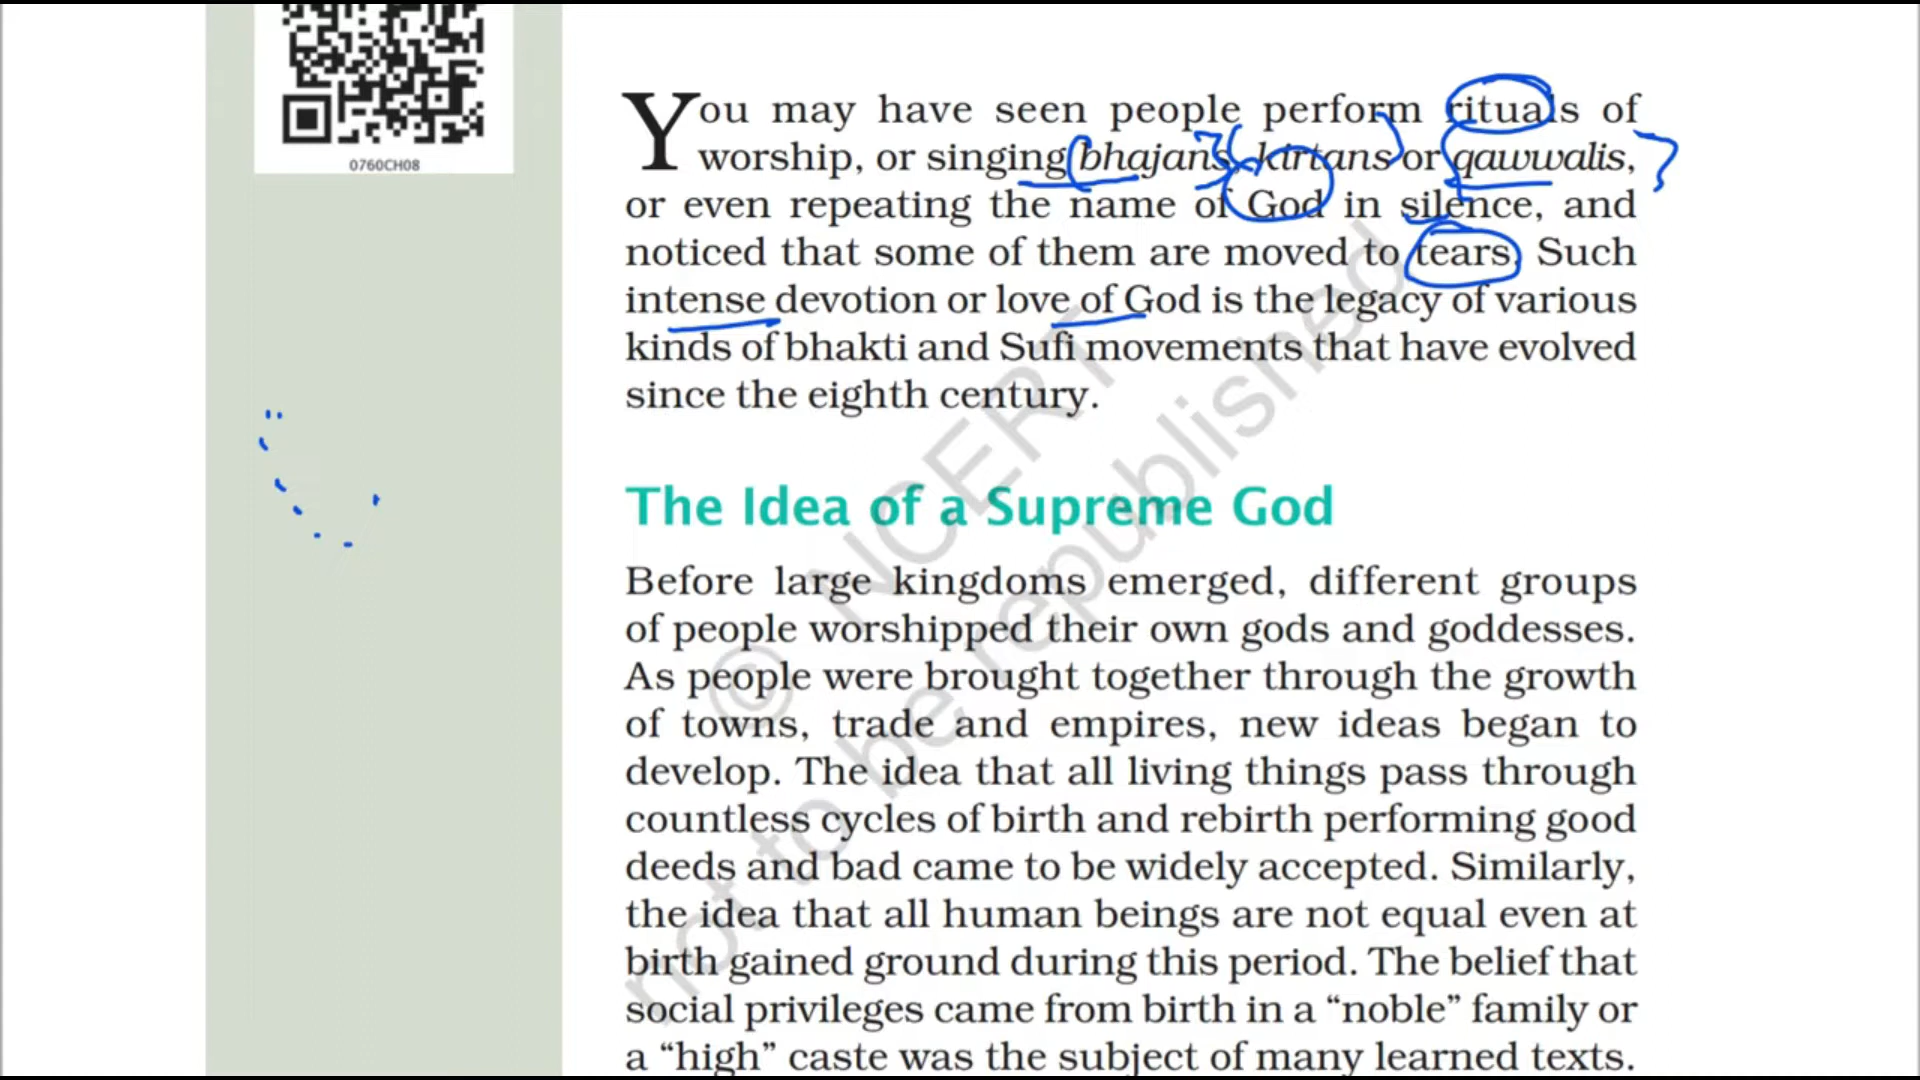 0760CH08
You may have seen people perform rituals of
worship, or singing bhajans, kirtans or qawwalis,
or even repeating the name of God in silence, and
noticed that some of them are moved to tears. Such
intense devotion or love of God is the legacy of various
kinds of bhakti and Sufi movements that have evolved
since the eighth century.
The Idea of a Supreme God
Before large kingdoms emerged, different groups
of people worshipped their own gods and goddesses.
As people were brought together through the growth
of towns, trade and empires, new ideas began to
develop. The idea that all living things pass through
countless cycles of birth and rebirth performing good
deeds and bad came to be widely accepted. Similarly,
the idea that all human beings are not equal even at
birth gained ground during this period. The belief that
social privileges came from birth in a “noble” family or
a “high” caste was the subject of many learned texts.
© NCERT
not to be republished